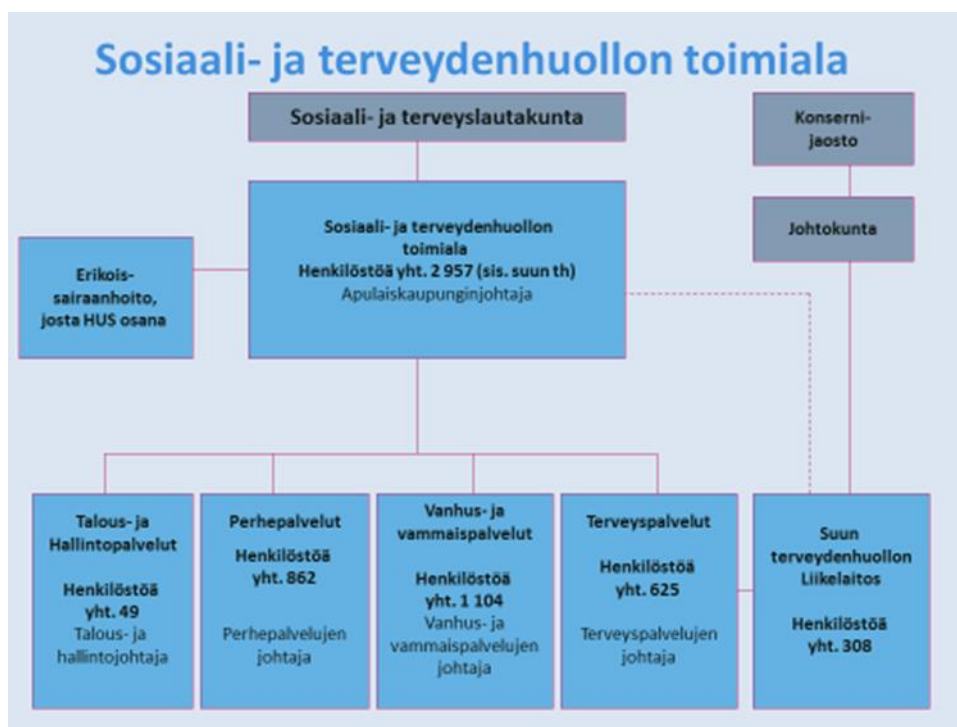 Sosiaali- ja terveydenhuollon toimiala
Sosiaali- ja terveyslautakunta
Konserni-
jaosto
Johtokunta
Sosiaali- ja terveydenhuollon
toimiala
Henkilöstöä yht. 2 957 (sis. suun th)
Apulaiskaupunginjohtaja
Erikois-
sairaanhoito,
josta HUS osana
Talous- ja
Hallintopalvelut
Henkilöstöä
yht. 49
Talous- ja
hallintojohtaja
Perhepalvelut
Henkilöstöä
yht. 862
Perhepalvelujen
johtaja
Vanhus- ja
vammaispalvelut
Henkilöstöä
yht. 1 104
Vanhus- ja
vammaispalvelujen
johtaja
Terveyspalvelut
Henkilöstöä
yht. 625
Terveyspalvelujen
johtaja
Suun
terveydenhuollon
Liikelaitos
Henkilöstöä
yht. 308